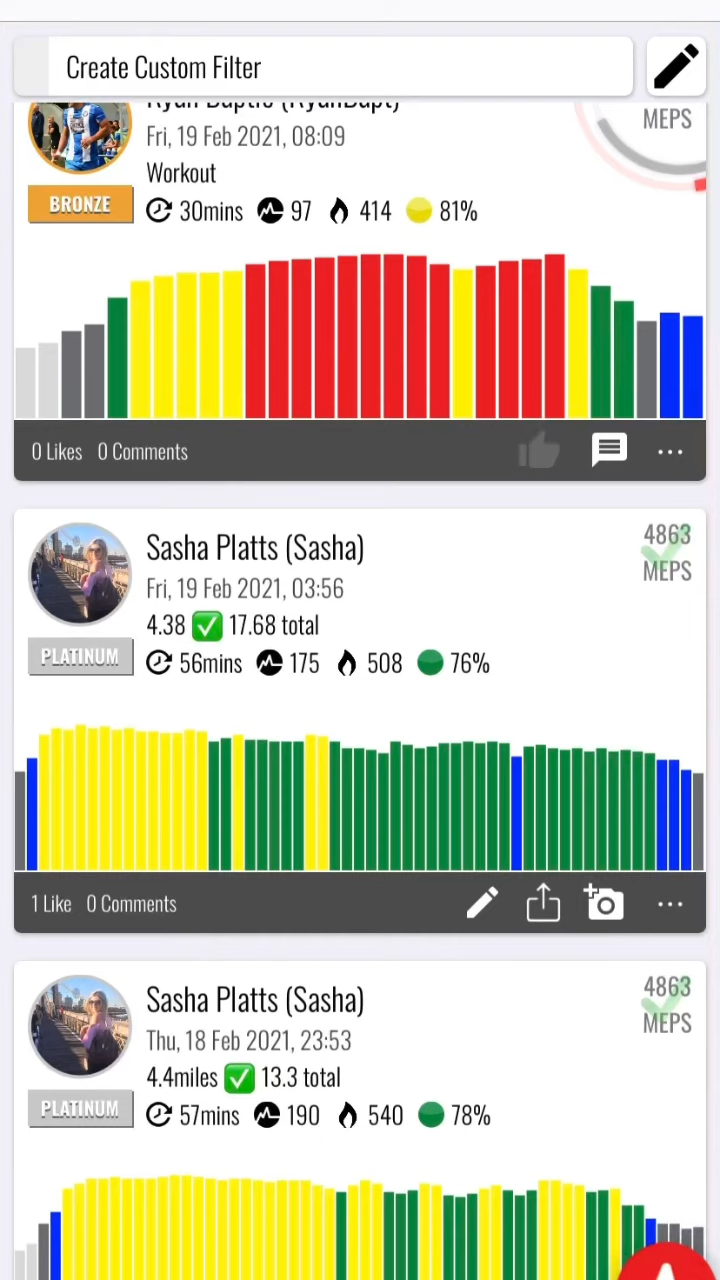 Create Custom Filter
Ryan Baptie (RyanBapt)
MEPS
Fri, 19 Feb 2021, 08:09
Workout
BRONZE
30mins 97 414 81%
0 Likes 0 Comments
Sasha Platts (Sasha)
4863
MEPS
Fri, 19 Feb 2021, 03:56
4.38 ✅ 17.68 total
PLATINUM
56mins 175 508 76%
1 Like 0 Comments
Sasha Platts (Sasha)
4863
MEPS
Thu, 18 Feb 2021, 23:53
4.4miles ✅ 13.3 total
PLATINUM
57mins 190 540 78%